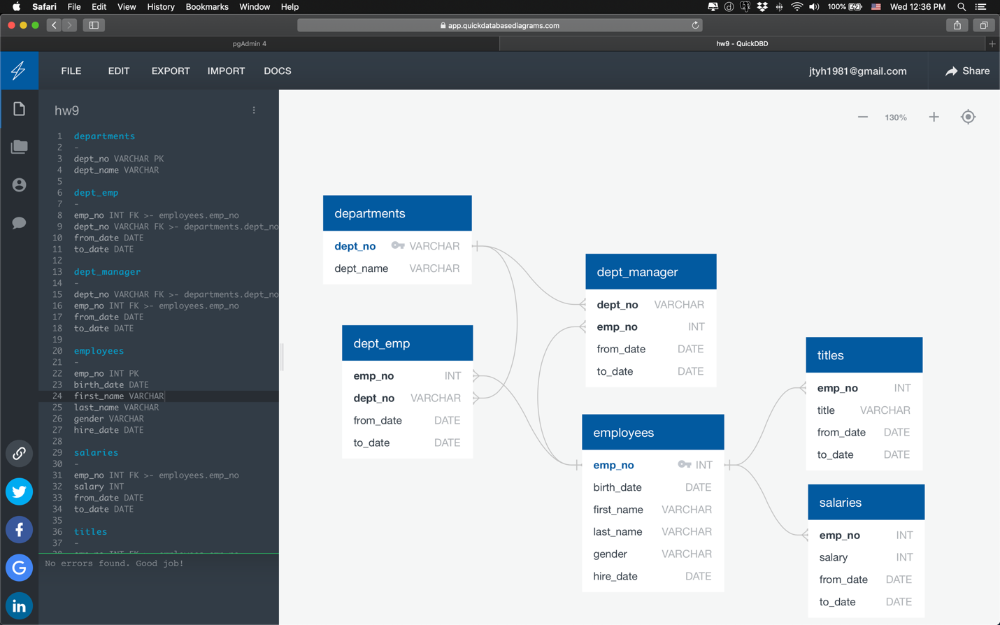 Safari File Edit View History Bookmarks Window Help 100% Wed 12:36 PM
app.quickdatabasediagrams.com
pgAdmin 4
hw9 - QuickDBD
FILE EDIT EXPORT IMPORT DOCS
jtyh1981@gmail.com
Share
hw9
1 departments
2 -
3 dept_no VARCHAR PK
4 dept_name VARCHAR
5
6 dept_emp
7 -
8 emp_no INT FK >- employees.emp_no
9 dept_no VARCHAR FK >- departments.dept_no
10 from_date DATE
11 to_date DATE
12
13 dept_manager
14 -
15 dept_no VARCHAR FK >- departments.dept_no
16 emp_no INT FK >- employees.emp_no
17 from_date DATE
18 to_date DATE
19
20 employees
21 -
22 emp_no INT PK
23 birth_date DATE
24 first_name VARCHAR
25 last_name VARCHAR
26 gender VARCHAR
27 hire_date DATE
28
29 salaries
30 -
31 emp_no INT FK >- employees.emp_no
32 salary INT
33 from_date DATE
34 to_date DATE
35
36 titles
37 -
38 emp_no INT FK >- employees.emp_no
No errors found. Good job!
130%
departments
dept_no VARCHAR
dept_name VARCHAR
dept_emp
emp_no INT
dept_no VARCHAR
from_date DATE
to_date DATE
dept_manager
dept_no VARCHAR
emp_no INT
from_date DATE
to_date DATE
employees
emp_no INT
birth_date DATE
first_name VARCHAR
last_name VARCHAR
gender VARCHAR
hire_date DATE
titles
emp_no INT
title VARCHAR
from_date DATE
to_date DATE
salaries
emp_no INT
salary INT
from_date DATE
to_date DATE